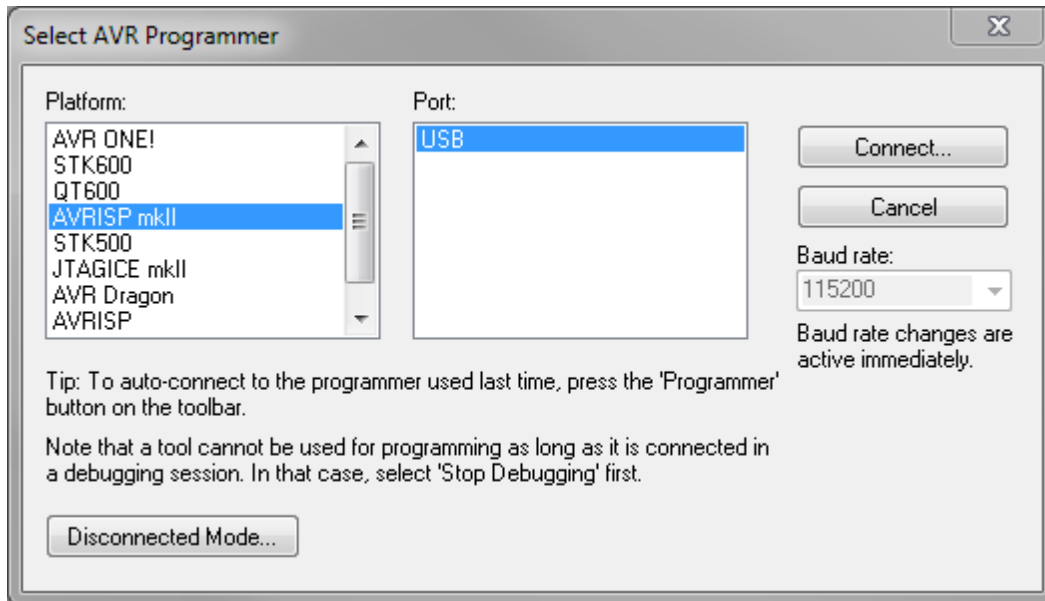 Select AVR Programmer
Platform:
AVR ONE!
STK600
QT600
AVRISP mkII
STK500
JTAGICE mkII
AVR Dragon
AVRISP
Port:
USB
Connect...
Cancel
Baud rate:
115200
Baud rate changes are
active immediately.
Tip: To auto-connect to the programmer used last time, press the 'Programmer'
button on the toolbar.
Note that a tool cannot be used for programming as long as it is connected in
a debugging session. In that case, select 'Stop Debugging' first.
Disconnected Mode...